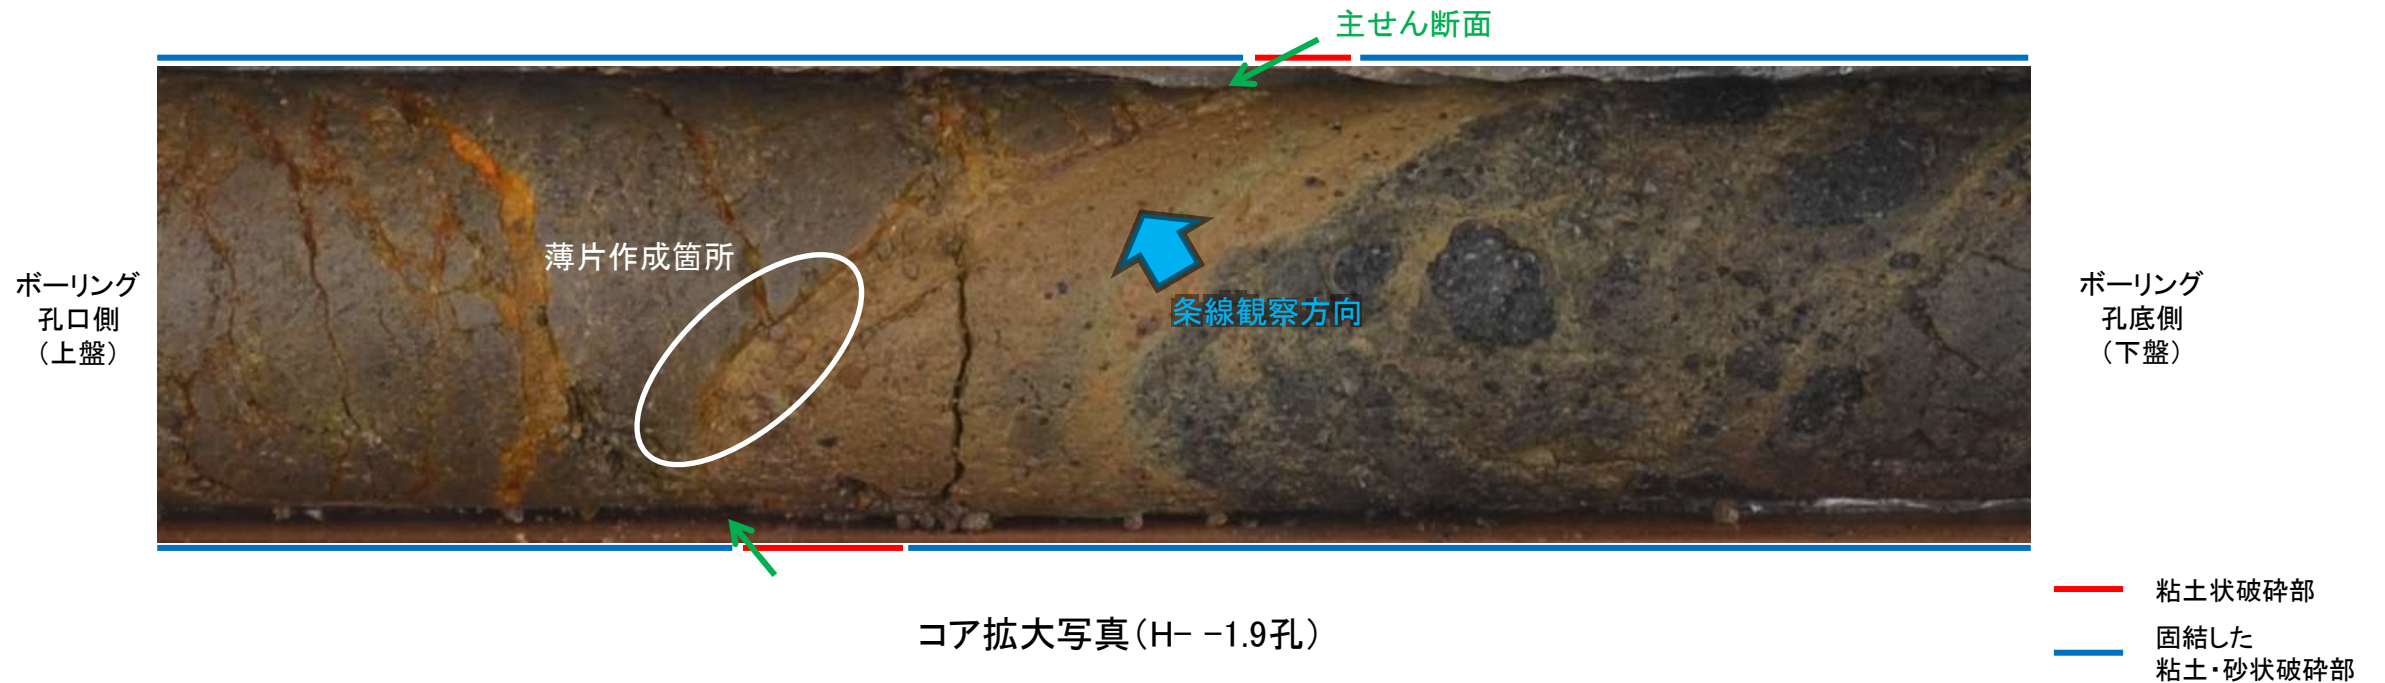 主せん断面
薄片作成箇所
条線観察方向
ボーリング
孔口側
（上盤）
ボーリング
孔底側
（下盤）
コア拡大写真（H- -1.9孔）
粘土状破砕部
固結した
粘土・砂状破砕部